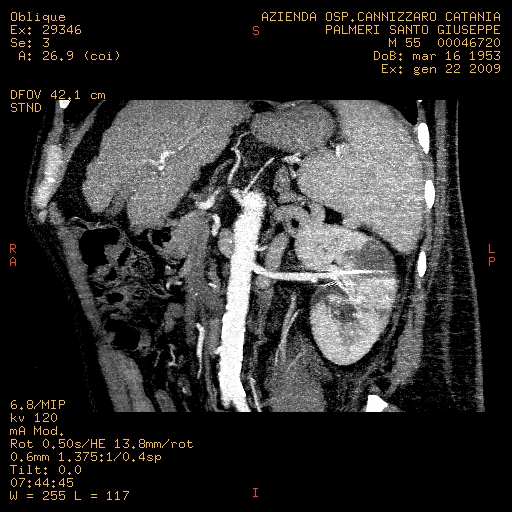 Oblique
Ex: 29346
Se: 3
A: 26.9 (coi)
DFOV 42.1 cm
STND
S
AZIENDA OSP.CANNIZZARO CATANIA
PALMERI SANTO GIUSEPPE
M 55 00046720
DoB: mar 16 1953
Ex: gen 22 2009
R
A
L
P
6.8/MIP
kv 120
mA Mod.
Rot 0.50s/HE 13.8mm/rot
0.6mm 1.375:1/0.4sp
Tilt: 0.0
07:44:45
W = 255 L = 117
I